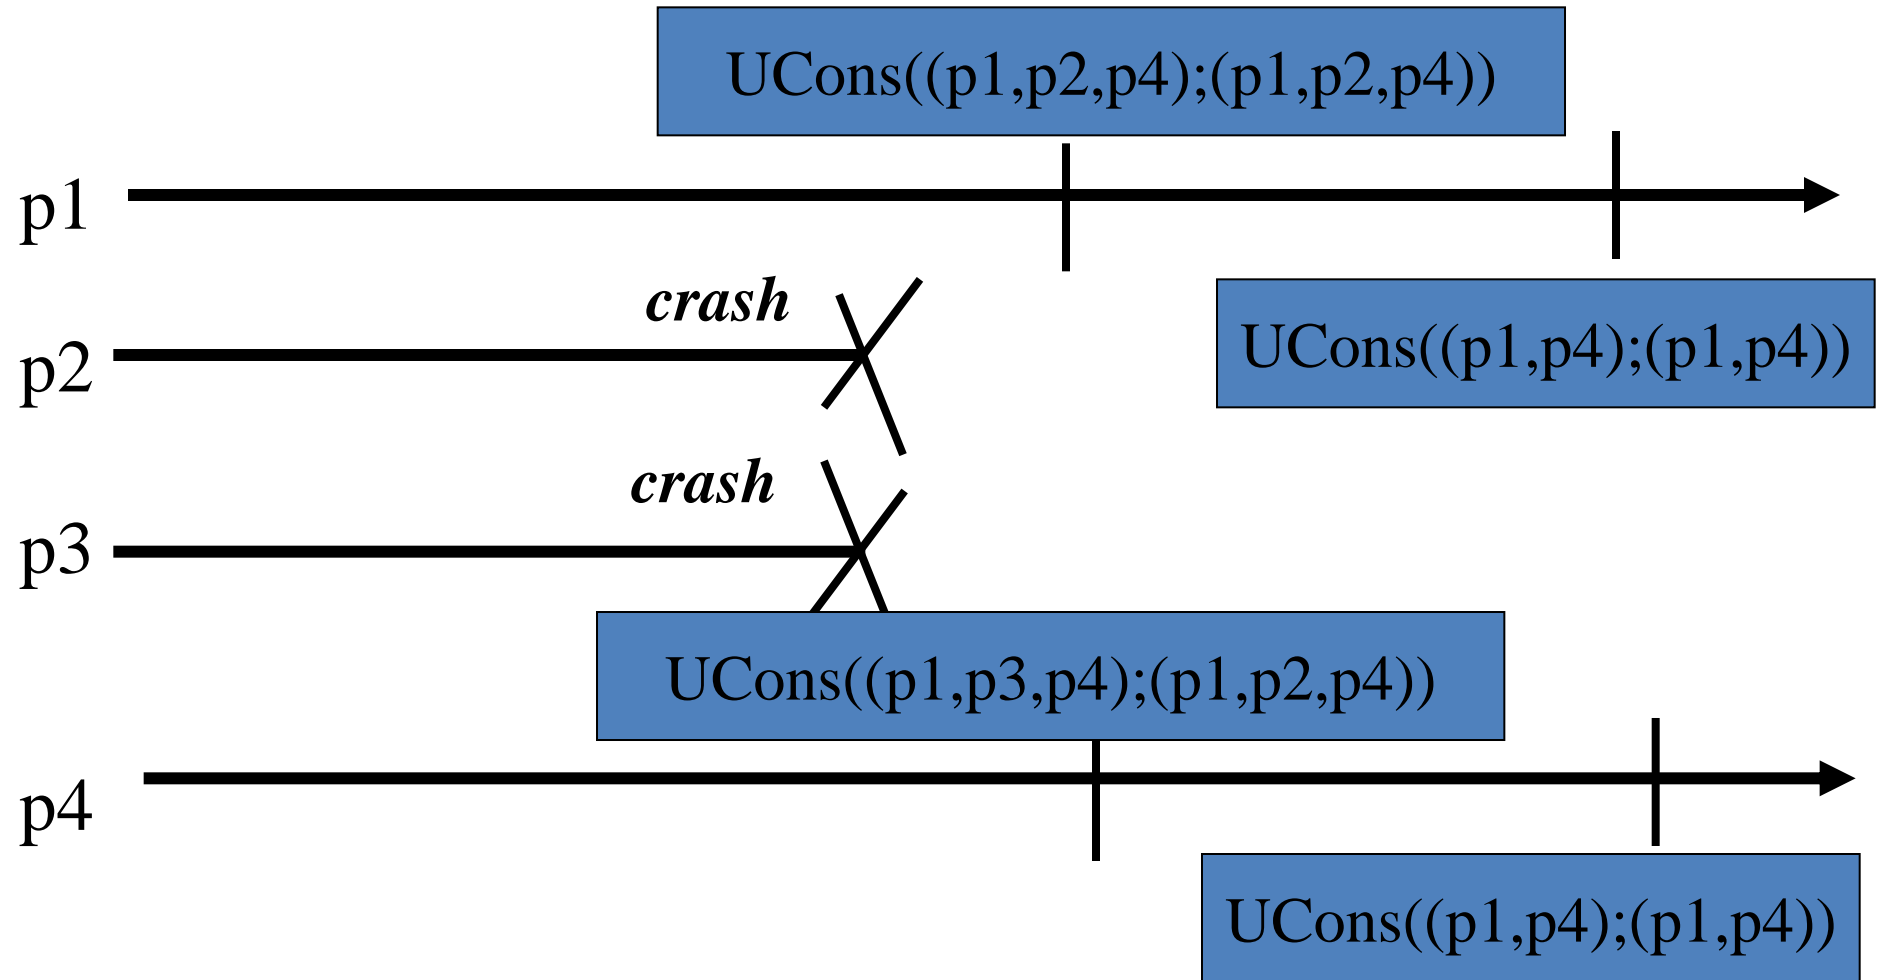 UCons((p1,p2,p4);(p1,p2,p4))
p1
crash
UCons((p1,p4);(p1,p4))
p2
crash
p3
UCons((p1,p3,p4);(p1,p2,p4))
p4
UCons((p1,p4);(p1,p4))